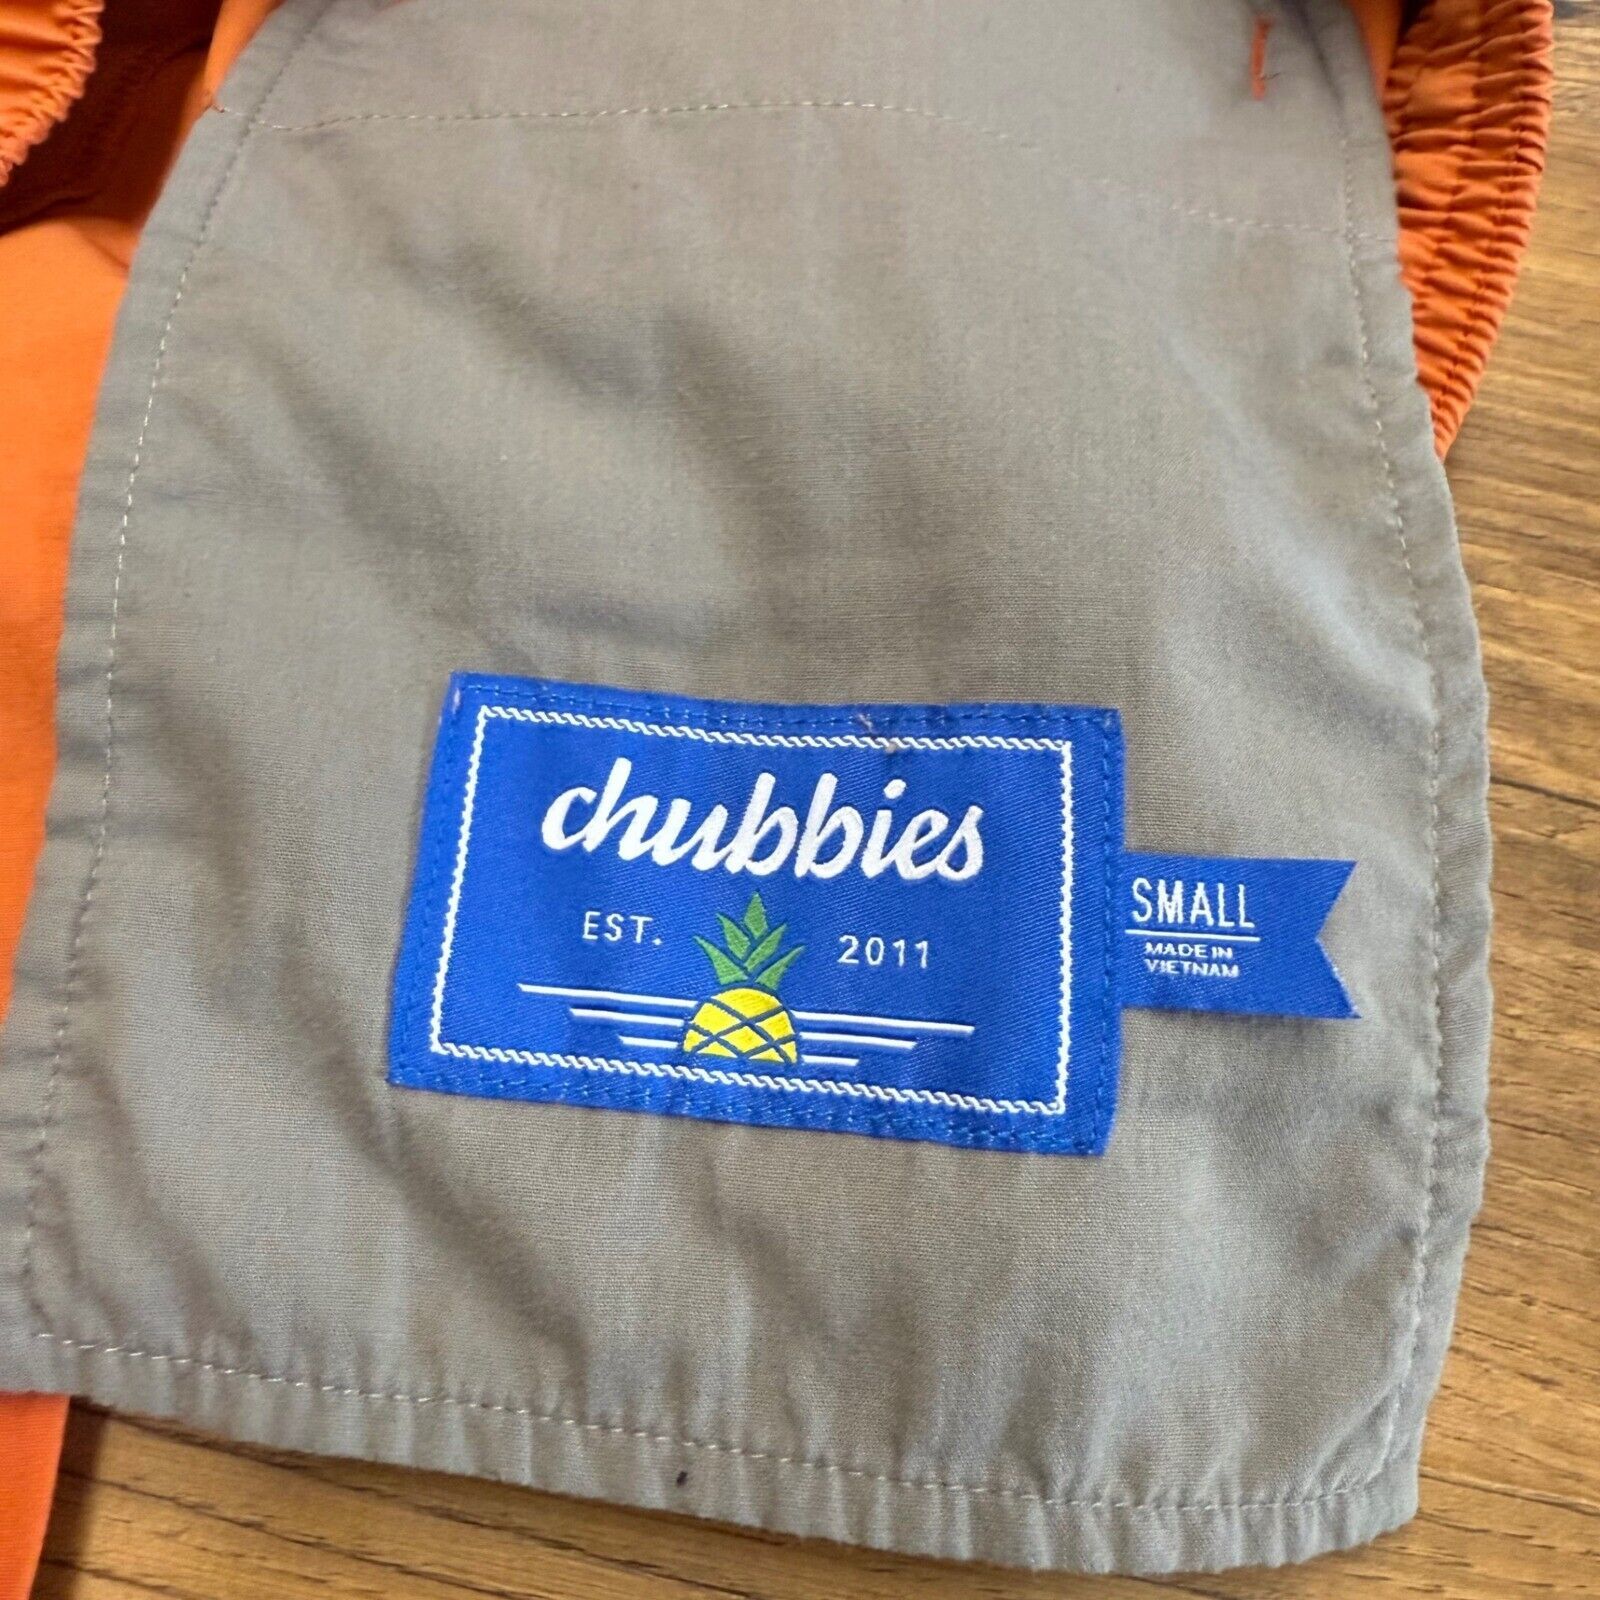 chubbies
EST. 2011
SMALL
MADE IN
VIETNAM